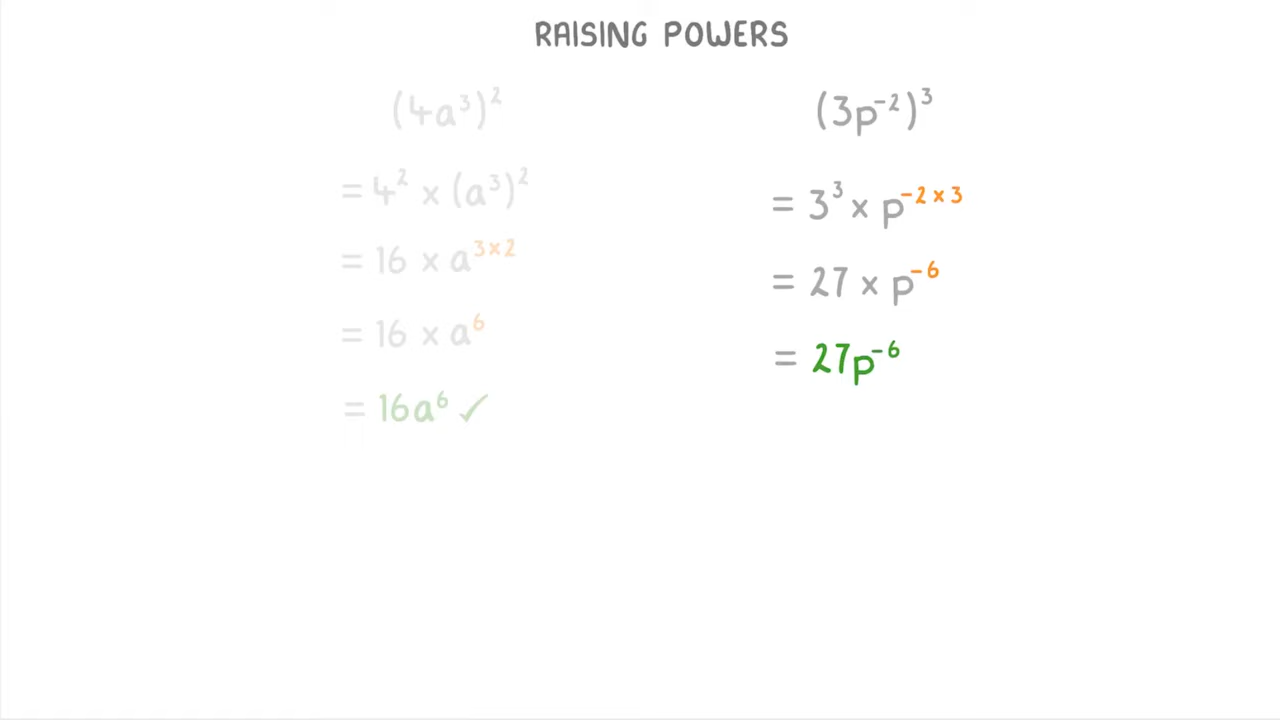 RAISING POWERS
(4a³)²
= 4² × (a³)²
= 16 × a³ˣ²
= 16 × a⁶
= 16a⁶ ✓
(3p⁻²)³
= 3³ × p⁻²ˣ³
= 27 × p⁻⁶
= 27p⁻⁶